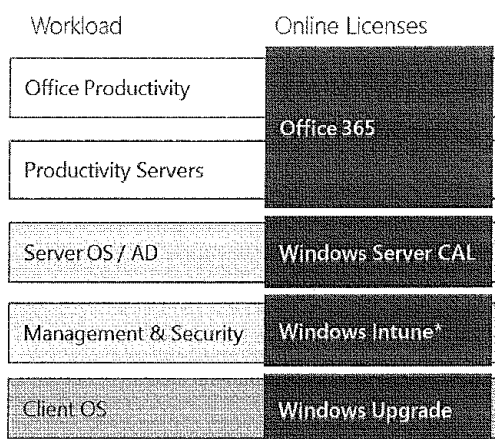 Workload Online Licenses
Office Productivity
Office 365
Productivity Servers
Server OS / AD Windows Server CAL
Management & Security Windows Intune*
Client OS Windows Upgrade